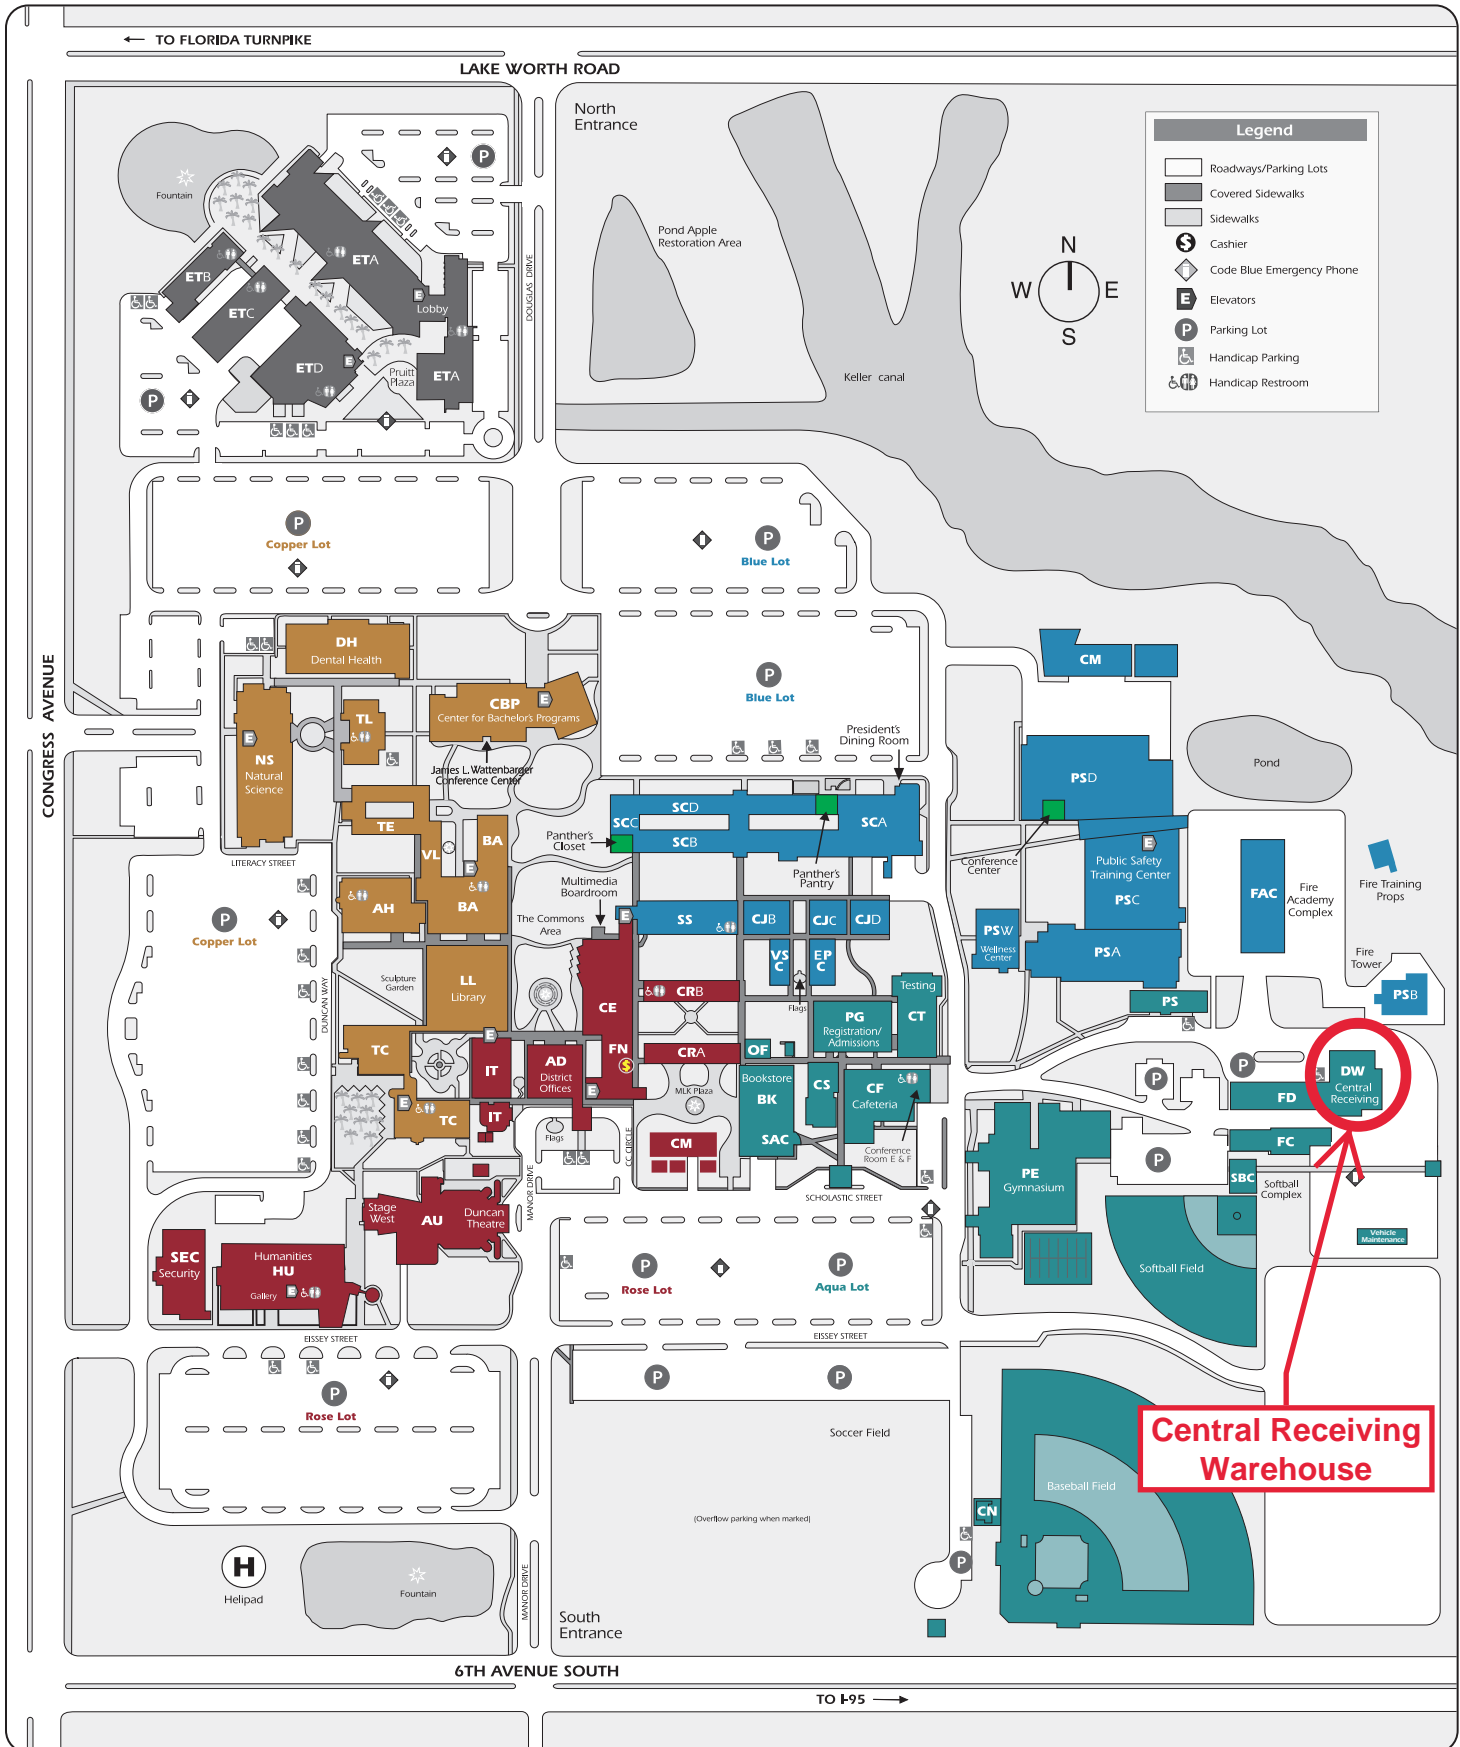 ← TO FLORIDA TURNPIKE
LAKE WORTH ROAD
North
Entrance
Legend
Roadways/Parking Lots
Covered Sidewalks
Sidewalks
$ Cashier
Code Blue Emergency Phone
E Elevators
P Parking Lot
Handicap Parking
Handicap Restroom
N
W E
S
Fountain
P
Pond Apple
Restoration Area
DOUGLAS DRIVE
ETA
ETB
E
Lobby
ETC
ETD
E
Pruitt
Plaza
ETA
Keller canal
P
P
Copper Lot
P
Blue Lot
CONGRESS AVENUE
DH
Dental Health
CM
P
Blue Lot
CBP
E
Center for Bachelor's Programs
TL
E
NS
Natural
Science
James L. Wattenbarger
Conference Center
President's
Dining Room
PSD
Pond
SCD
SCC
SCA
SCB
TE
VL
BA
E
BA
Panther's
Closet
Panther's
Pantry
Conference
Center
E
Public Safety
Training Center
PSC
LITERACY STREET
Multimedia
Boardroom
FAC
Fire
Academy
Complex
Fire Training
Props
AH
The Commons
Area
E
SS
CJB
CJC
CJD
PSW
Wellness
Center
PSA
P
Copper Lot
Fire
Tower
VS
C
EP
C
Sculpture
Garden
LL
Library
DUNCAN WAY
CE
CRB
Flags
Testing
CT
PS
PSB
PG
Registration/
Admissions
TC
E
IT
AD
District
Offices
FN
$
CRA
OF
P
P
DW
Central
Receiving
E
MLK Plaza
Bookstore
BK
CS
CF
Cafeteria
FD
E
TC
IT
Flags
CC CIRCLE
CM
SAC
Conference
Room E & F
FC
P
PE
Gymnasium
SBC
Softball
Complex
MANOR DRIVE
SCHOLASTIC STREET
Stage
West
AU
Duncan
Theatre
Vehicle
Maintenance
SEC
Security
Humanities
HU
Gallery
E
P
Rose Lot
P
Aqua Lot
Softball Field
EISSEY STREET
EISSEY STREET
P
Rose Lot
P
P
Soccer Field
Central Receiving
Warehouse
Baseball Field
(Overflow parking when marked)
CN
P
H
Helipad
Fountain
MANOR DRIVE
South
Entrance
6TH AVENUE SOUTH
TO I-95 →